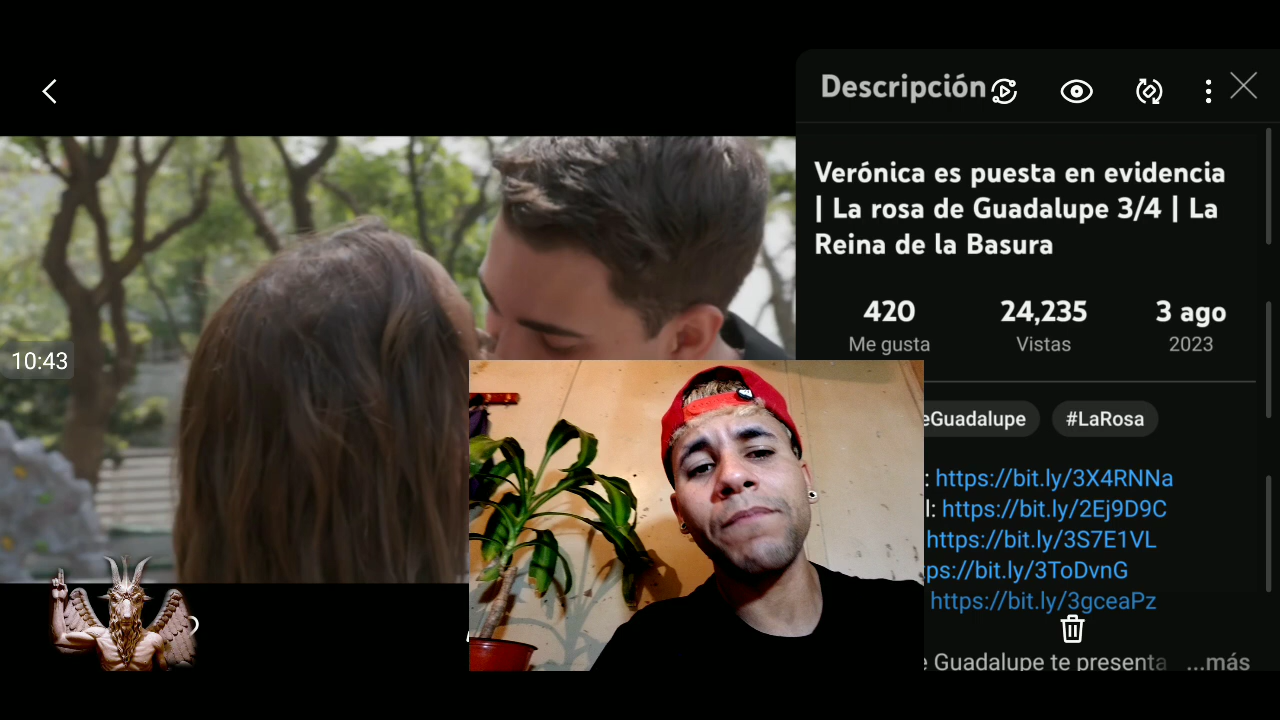 Descripción
Verónica es puesta en evidencia
| La rosa de Guadalupe 3/4 | La
Reina de la Basura
420
24,235
3 ago
Me gusta
Vistas
2023
10:43
eGuadalupe
#LaRosa
: https://bit.ly/3X4RNNa
l: https://bit.ly/2Ej9D9C
https://bit.ly/3S7E1VL
ps://bit.ly/3ToDvnG
https://bit.ly/3gceaPz
e Guadalupe te presenta ...más